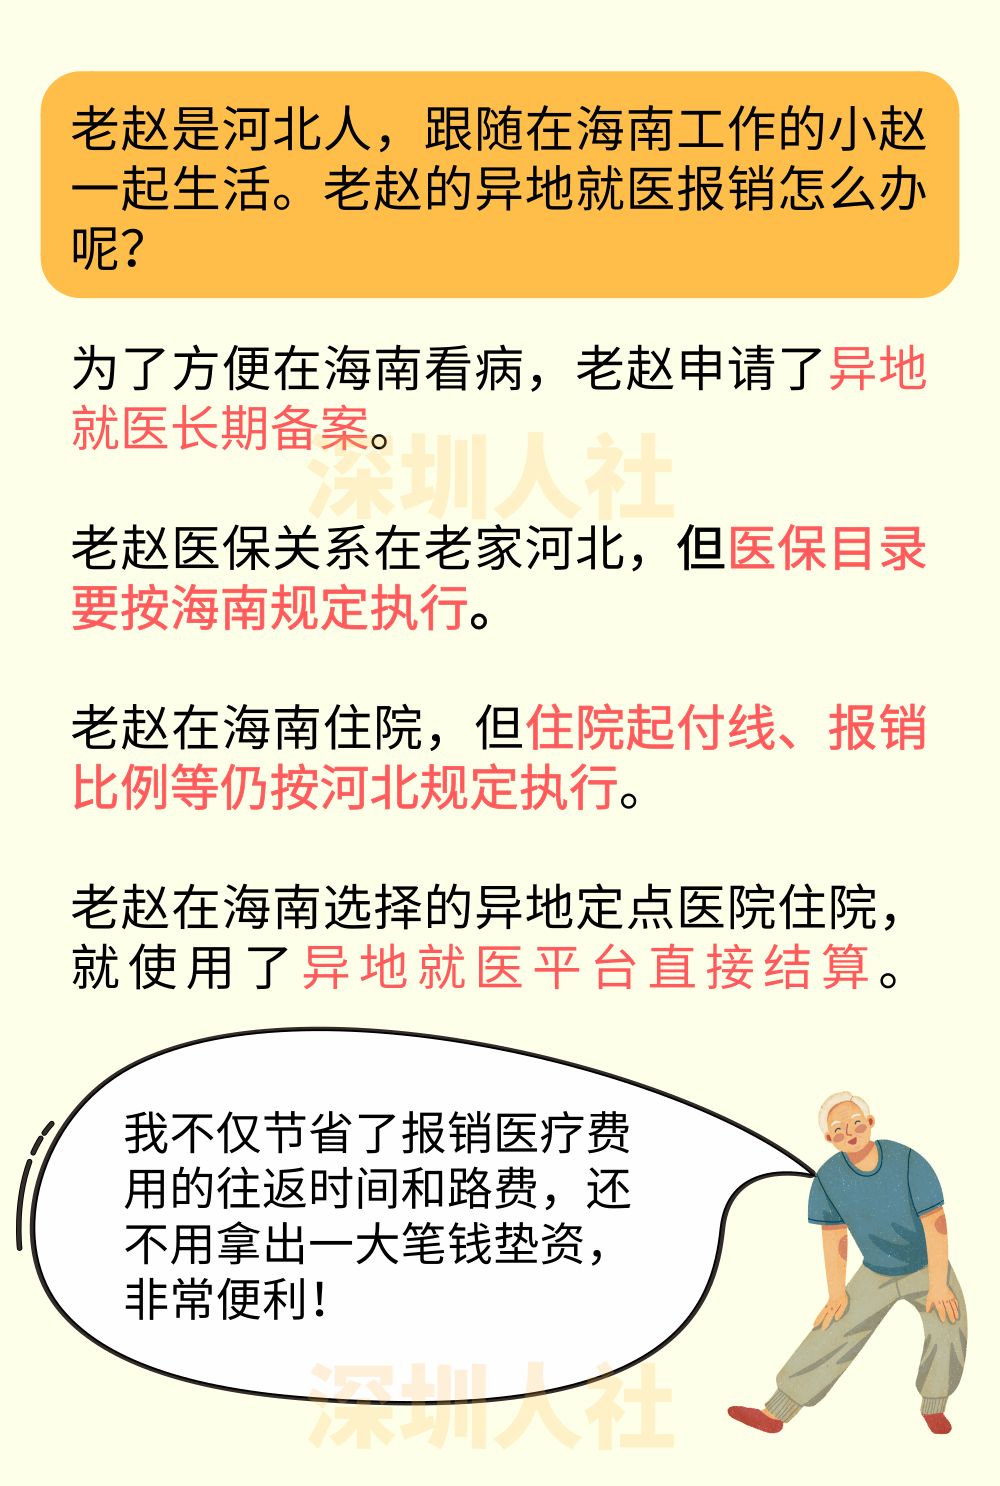 老赵是河北人，跟随在海南工作的小赵
一起生活。老赵的异地就医报销怎么办
呢？
为了方便在海南看病，老赵申请了异地
就医长期备案。
深圳人社
老赵医保关系在老家河北，但医保目录
要按海南规定执行。
老赵在海南住院，但住院起付线、报销
比例等仍按河北规定执行。
老赵在海南选择的异地定点医院住院，
就使用了异地就医平台直接结算。
我不仅节省了报销医疗费
用的往返时间和路费，还
不用拿出一大笔钱垫资，
非常便利！
深圳人社